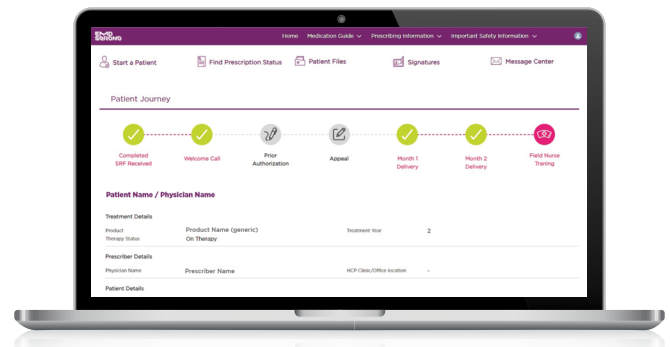 EMD
SERONO
Home Medication Guide Prescribing Information Important Safety Information
Start a Patient Find Prescription Status Patient Files Signatures Message Center
Patient Journey
Completed
SRF Received
Welcome Call
Prior
Authorization
Appeal
Month 1
Delivery
Month 2
Delivery
Field Nurse
Traning
Patient Name / Physician Name
Treatment Details
Product Product Name (generic) Treatment Year 2
Therapy Status On Therapy
Prescriber Details
Physician Name Prescriber Name HCP Clinic/Office location -
Patient Details